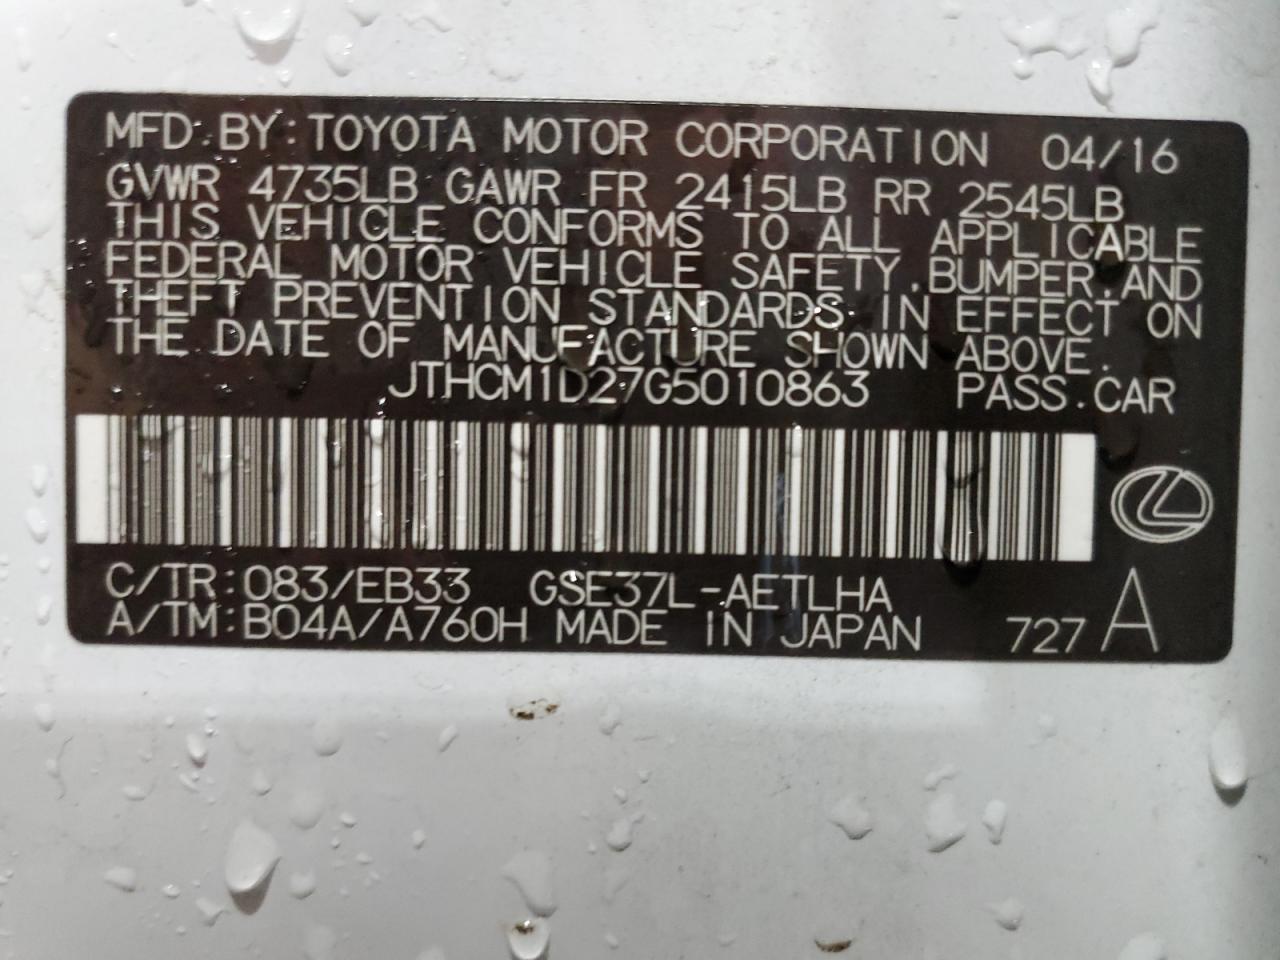 MFD.BY:TOYOTA MOTOR CORPORATION 04/16
GVWR 4735LB GAWR FR 2415LB RR 2545LB
THIS VEHICLE CONFORMS TO ALL APPLICABLE
FEDERAL MOTOR VEHICLE SAFETY,BUMPER,AND
THEFT PREVENTION STANDARDS IN EFFECT ON
THE DATE OF MANUFACTURE SHOWN ABOVE.
JTHCM1D27G5010863 PASS.CAR
C/TR:083/EB33 GSE37L-AETLHA
A/TM:B04A/A760H MADE IN JAPAN 727 A